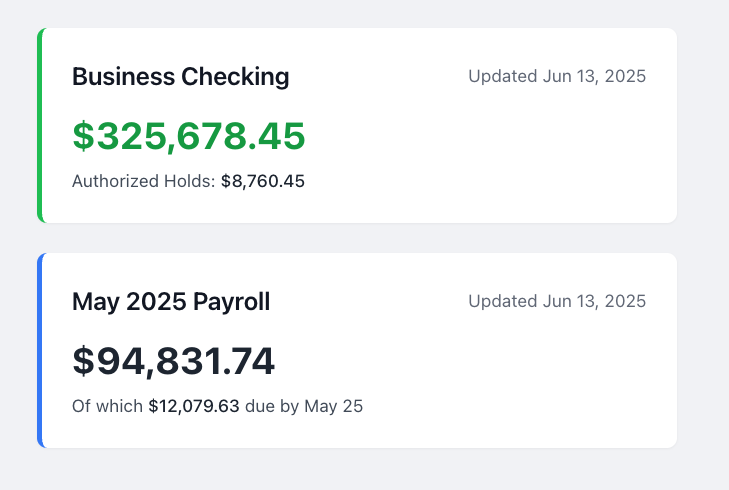 Business Checking
Updated Jun 13, 2025
$325,678.45
Authorized Holds: $8,760.45
May 2025 Payroll
Updated Jun 13, 2025
$94,831.74
Of which $12,079.63 due by May 25